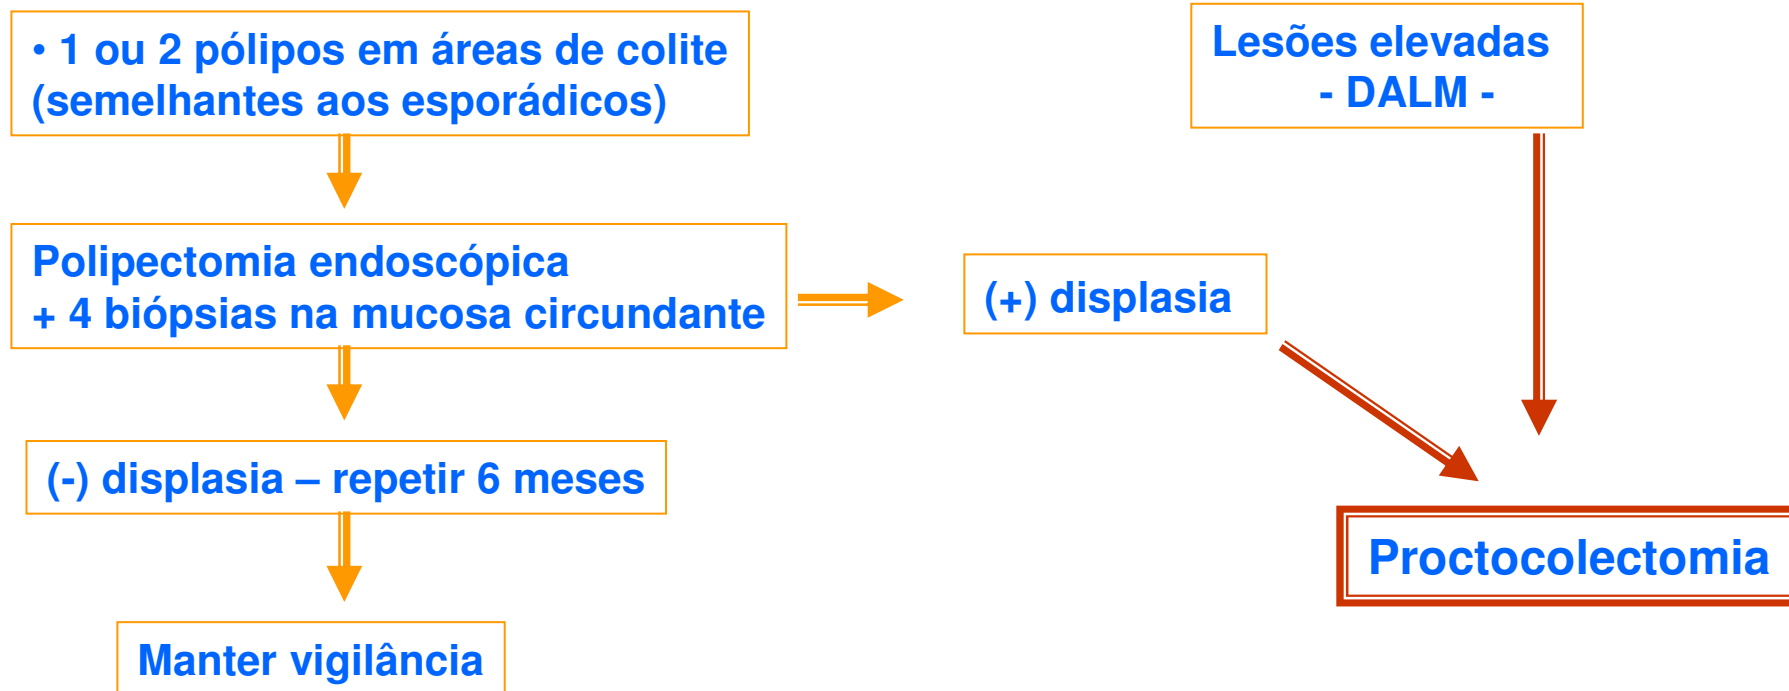 • 1 ou 2 pólipos em áreas de colite
(semelhantes aos esporádicos)
Lesões elevadas
- DALM -
Polipectomia endoscópica
+ 4 biópsias na mucosa circundante
(+) displasia
(-) displasia – repetir 6 meses
Proctocolectomia
Manter vigilância